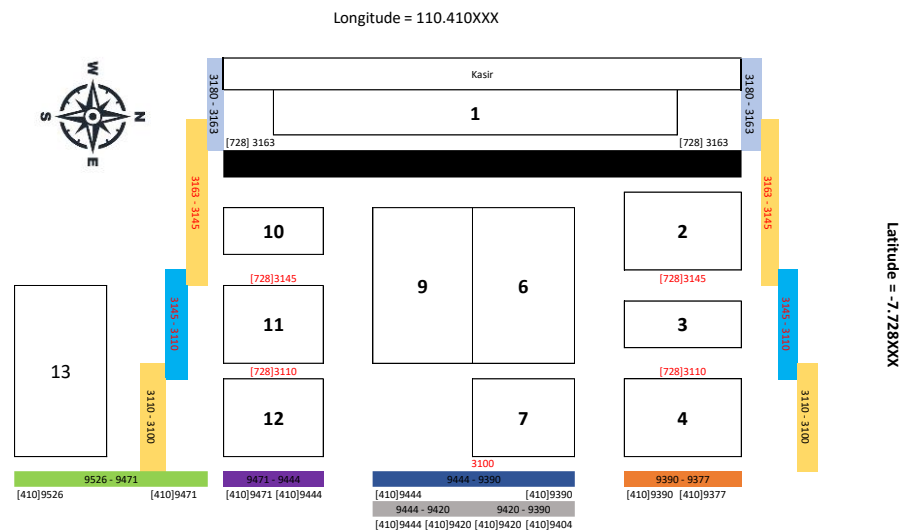 Longitude = 110.410XXX
W
N
S
E
Kasir
1
3180 - 3163
3180 - 3163
[728] 3163
[728] 3163
3163 - 3145
3163 - 3145
10
9
6
2
[728]3145
[728]3145
Latitude = -7.728XXX
3145 - 3110
3145 - 3110
13
11
3
[728]3110
[728]3110
3110 - 3100
3110 - 3100
12
7
4
3100
9526 - 9471
9471 - 9444
9444 - 9390
9390 - 9377
[410]9526
[410]9471
[410]9471
[410]9444
[410]9444
[410]9390
[410]9390
[410]9377
9444 - 9420
9420 - 9390
[410]9444
[410]9420
[410]9420
[410]9404